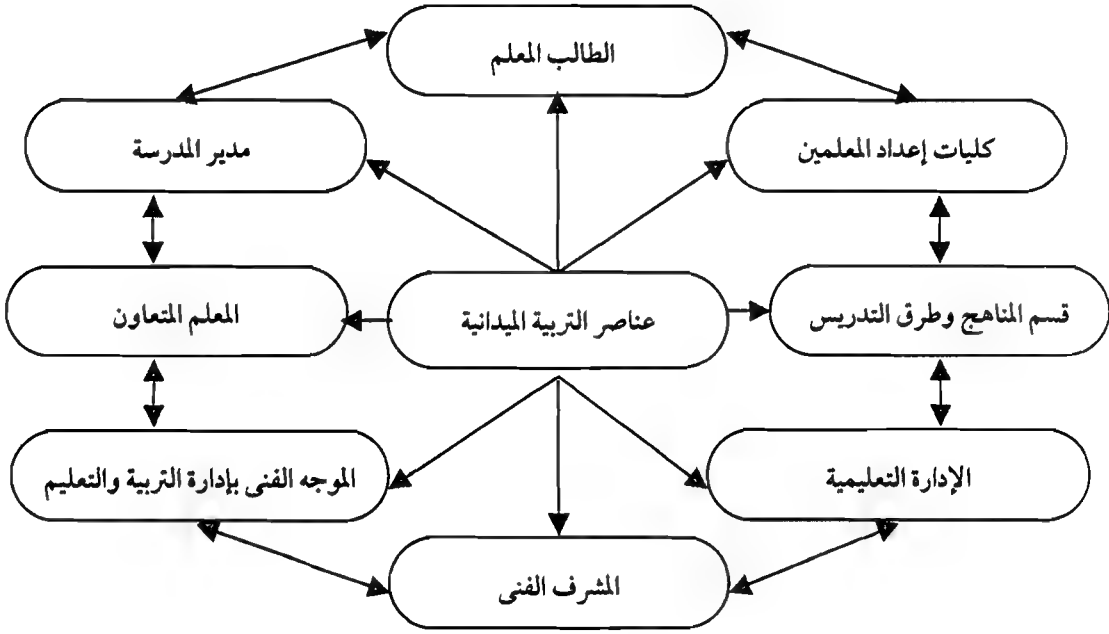 الطالب المعلم
كليات إعداد المعلمين
مدير المدرسة
قسم المناهج وطرق التدريس
عناصر التربية الميدانية
المعلم المتعاون
الإدارة التعليمية
الموجه الفنى بإدارة التربية والتعليم
المشرف الفنى